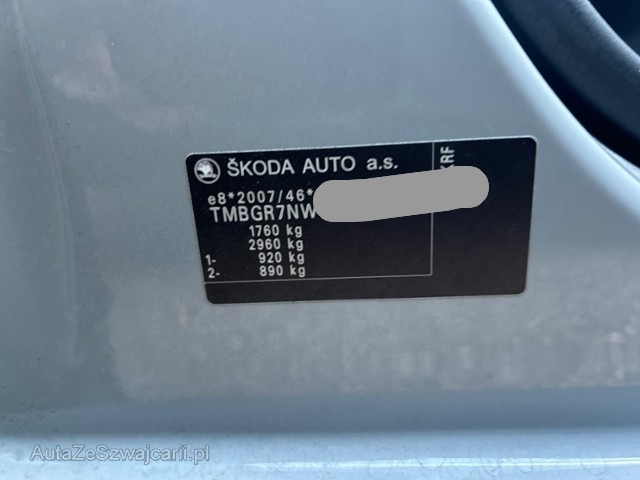 ŠKODA AUTO a.s.
e8*2007/46*
TMBGR7NW
1760 kg
2960 kg
1- 920 kg
2- 890 kg
KRF
AutaZeSzwajcarii.pl